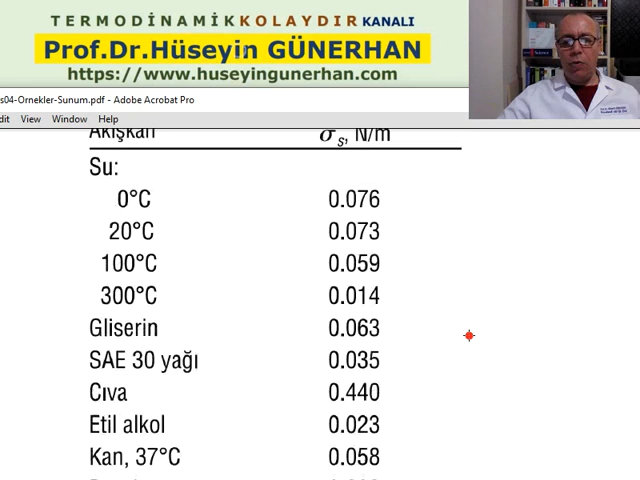 TERMODİNAMİKKOLAYDIR KANALI
Prof.Dr.Hüseyin GÜNERHAN
https://www.huseyingunerhan.com
s04-Ornekler-Sunum.pdf - Adobe Acrobat Pro
dit View Window Help
Akışkan σs, N/m
Su:
0°C 0.076
20°C 0.073
100°C 0.059
300°C 0.014
Gliserin 0.063
SAE 30 yağı 0.035
Cıva 0.440
Etil alkol 0.023
Kan, 37°C 0.058